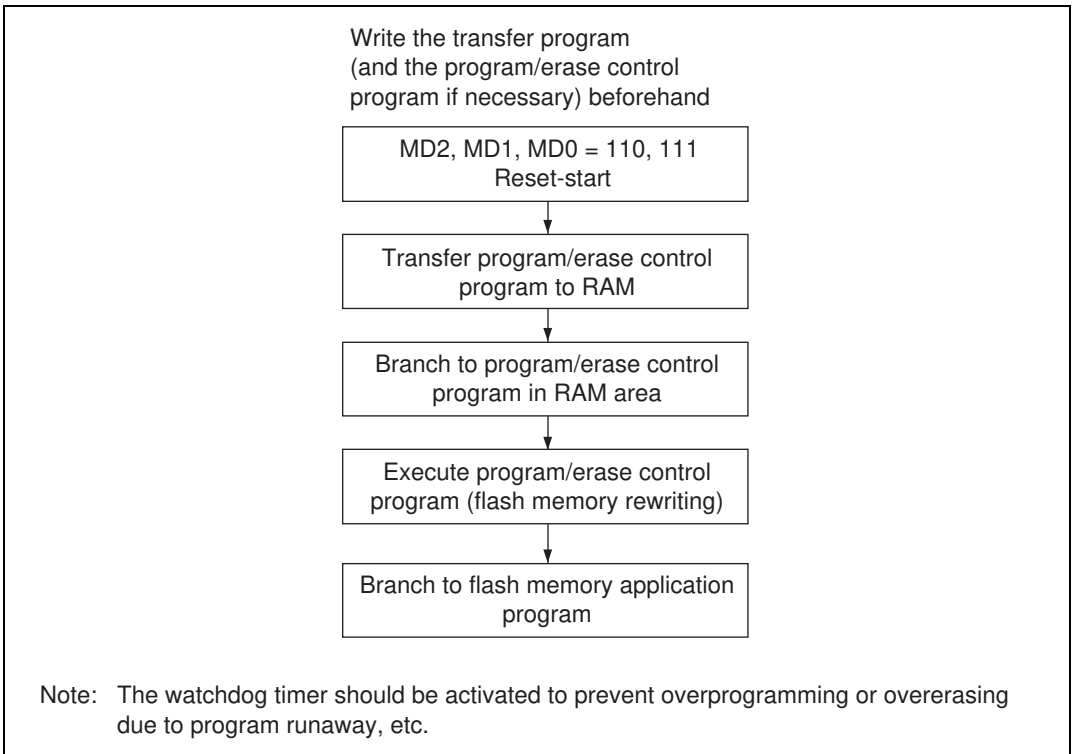 Write the transfer program
(and the program/erase control
program if necessary) beforehand
MD2, MD1, MD0 = 110, 111
Reset-start
Transfer program/erase control
program to RAM
Branch to program/erase control
program in RAM area
Execute program/erase control
program (flash memory rewriting)
Branch to flash memory application
program
Note: The watchdog timer should be activated to prevent overprogramming or overerasing
due to program runaway, etc.